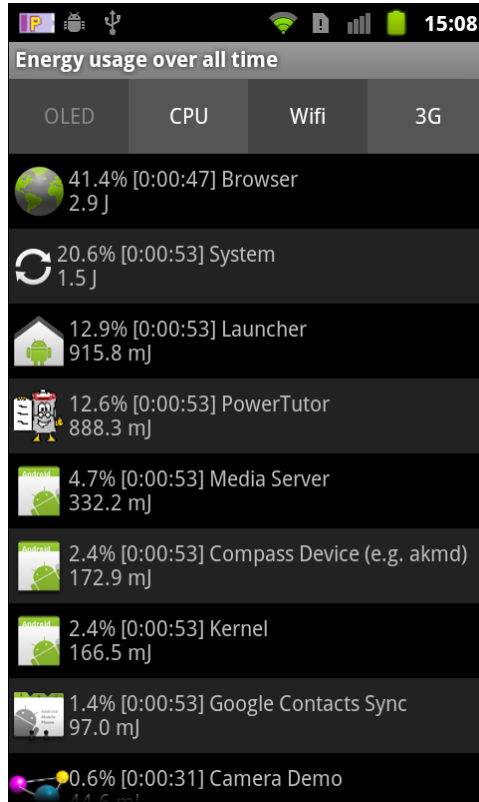 15:08
Energy usage over all time
OLED CPU Wifi 3G
41.4% [0:00:47] Browser
2.9 J
20.6% [0:00:53] System
1.5 J
12.9% [0:00:53] Launcher
915.8 mJ
12.6% [0:00:53] PowerTutor
888.3 mJ
4.7% [0:00:53] Media Server
332.2 mJ
2.4% [0:00:53] Compass Device (e.g. akmd)
172.9 mJ
2.4% [0:00:53] Kernel
166.5 mJ
1.4% [0:00:53] Google Contacts Sync
97.0 mJ
0.6% [0:00:31] Camera Demo
44.6 mJ